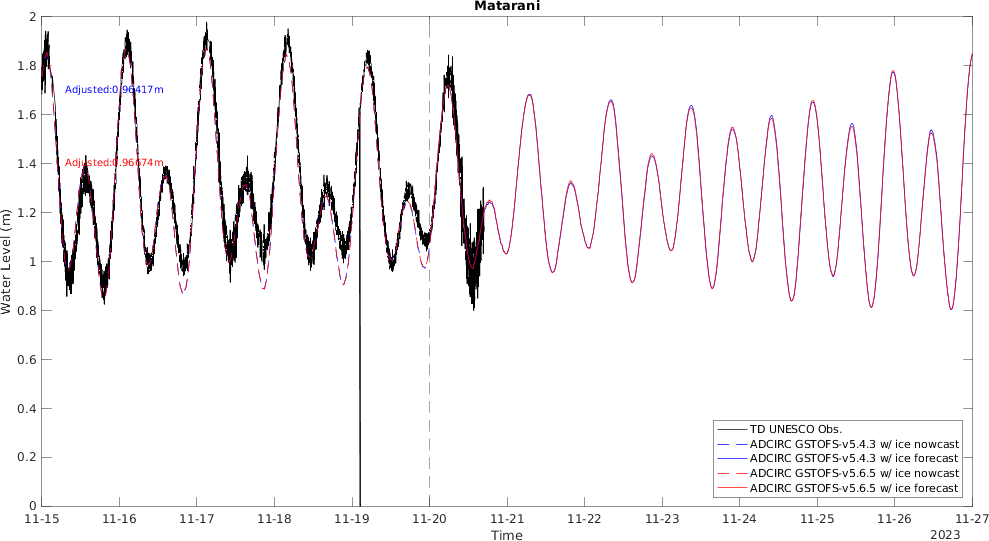 Matarani
2
1.8
1.6
1.4
1.2
1
0.8
0.6
0.4
0.2
0
Water Level (m)
Adjusted:0.96417m
Adjusted:0.96674m
TD UNESCO Obs.
ADCIRC GSTOFS-v5.4.3 w/ ice nowcast
ADCIRC GSTOFS-v5.4.3 w/ ice forecast
ADCIRC GSTOFS-v5.6.5 w/ ice nowcast
ADCIRC GSTOFS-v5.6.5 w/ ice forecast
11-15 11-16 11-17 11-18 11-19 11-20 11-21 11-22 11-23 11-24 11-25 11-26 11-27
Time
2023